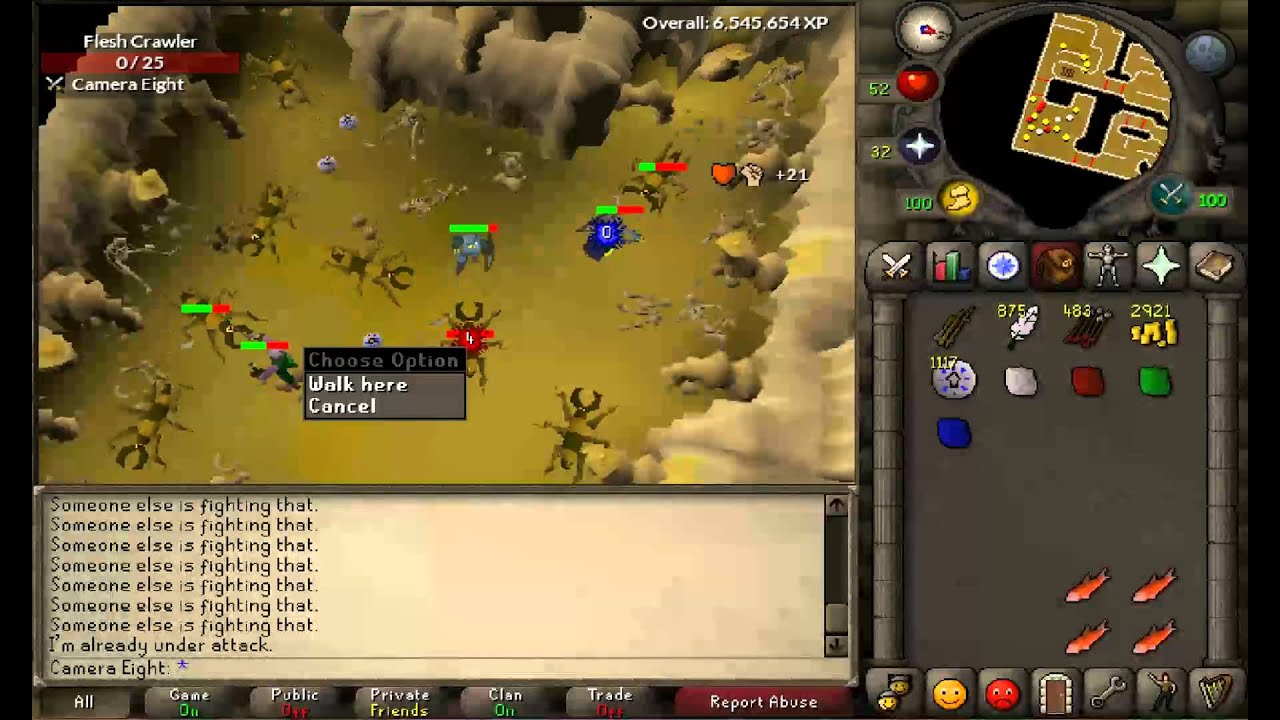 Flesh Crawler
0 / 25
Camera Eight
Overall: 6,545,654 XP
+21
0
4
Choose Option
Walk here
Cancel
52
32
100
100
875
483
2921
1117
Someone else is fighting that.
Someone else is fighting that.
Someone else is fighting that.
Someone else is fighting that.
Someone else is fighting that.
Someone else is fighting that.
Someone else is fighting that.
I'm already under attack.
Camera Eight: *
All
Game
On
Public
Off
Private
Friends
Clan
On
Trade
Off
Report Abuse